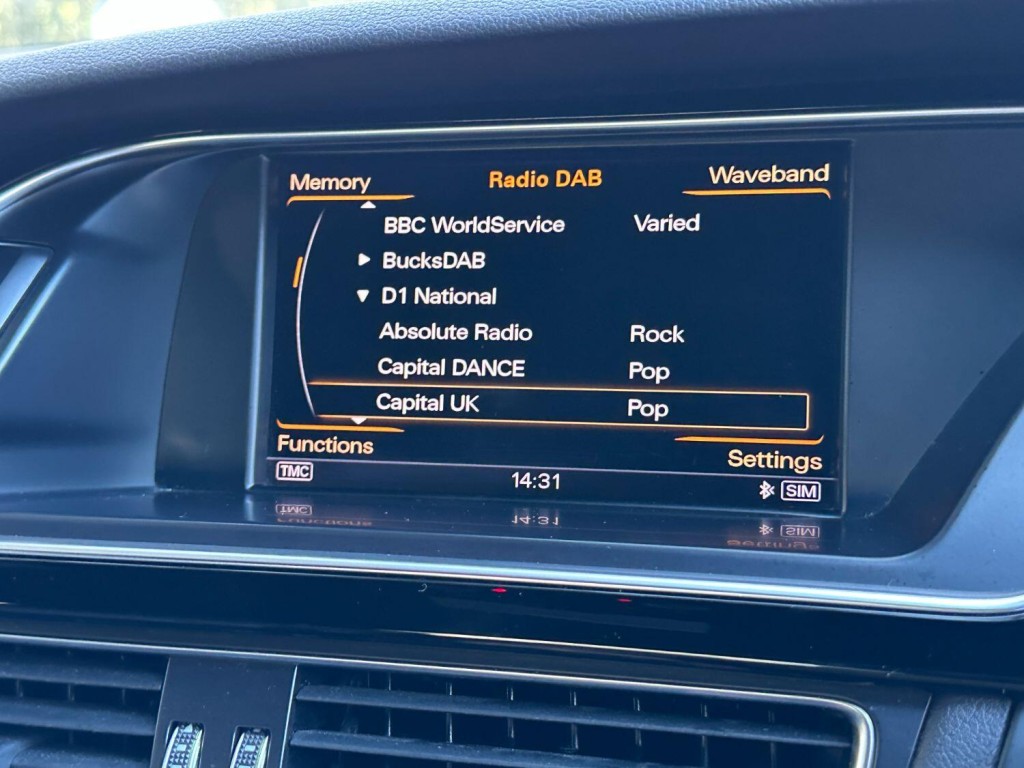 Memory Radio DAB Waveband
BBC WorldService Varied
BucksDAB
D1 National
Absolute Radio Rock
Capital DANCE Pop
Capital UK Pop
Functions Settings
TMC 14:31 SIM